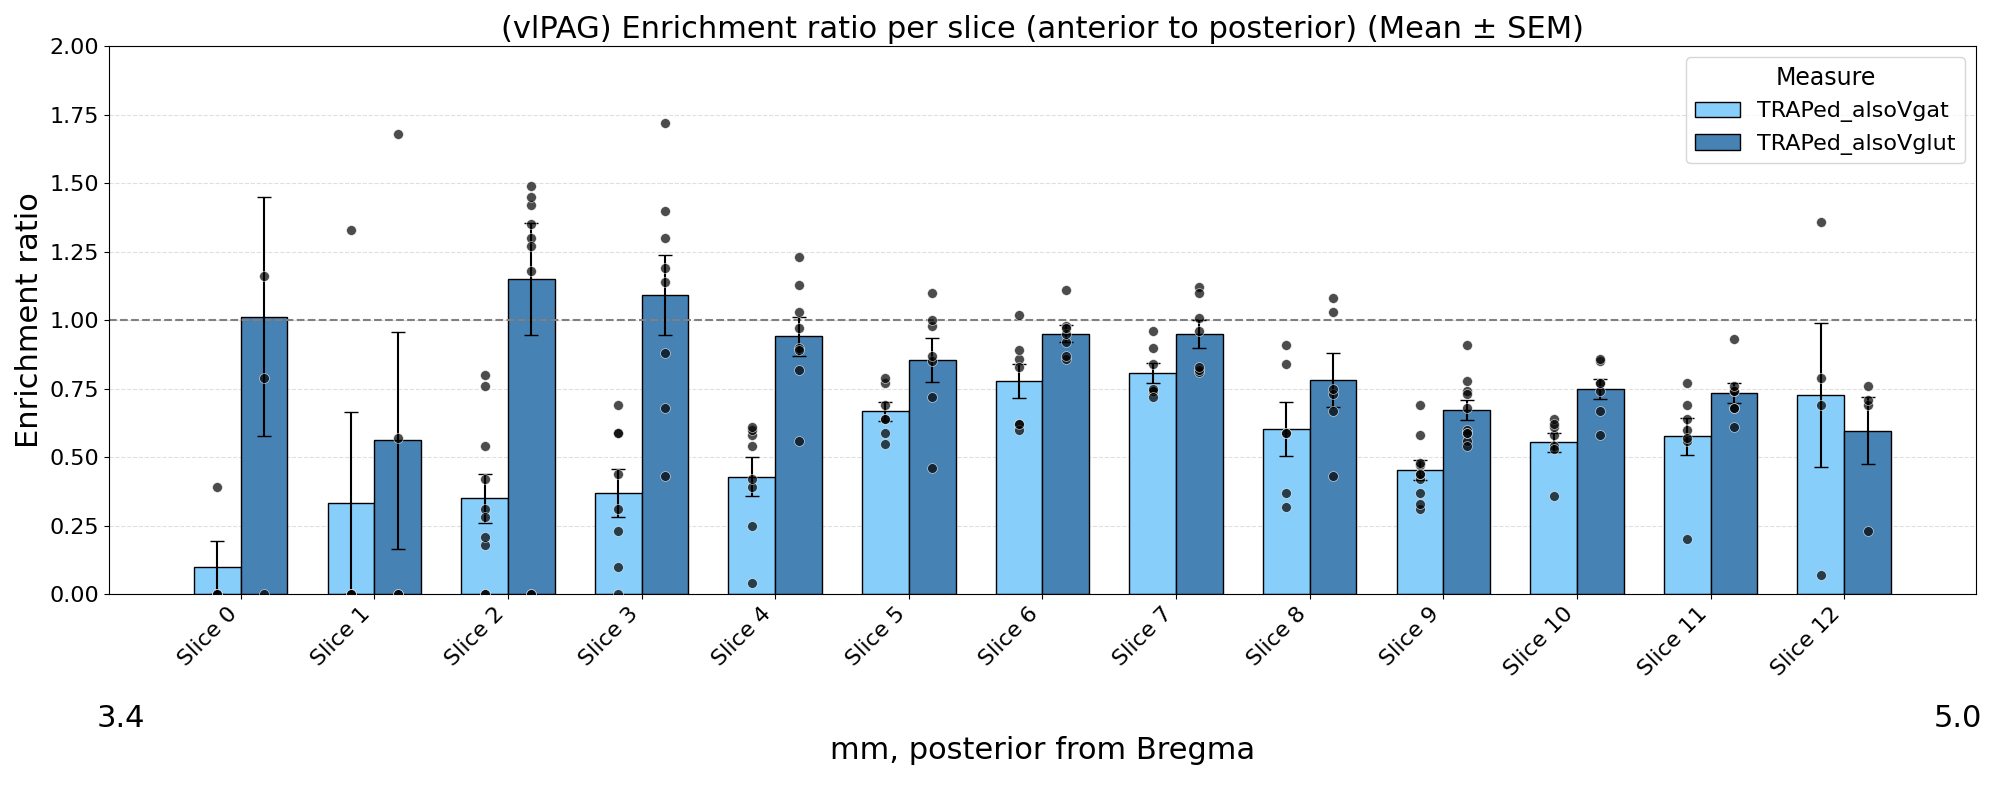 (vlPAG) Enrichment ratio per slice (anterior to posterior) (Mean ± SEM)
Enrichment ratio
2.00
1.75
1.50
1.25
1.00
0.75
0.50
0.25
0.00
Measure
TRAPed_alsoVgat
TRAPed_alsoVglut
Slice 0
Slice 1
Slice 2
Slice 3
Slice 4
Slice 5
Slice 6
Slice 7
Slice 8
Slice 9
Slice 10
Slice 11
Slice 12
3.4
5.0
mm, posterior from Bregma